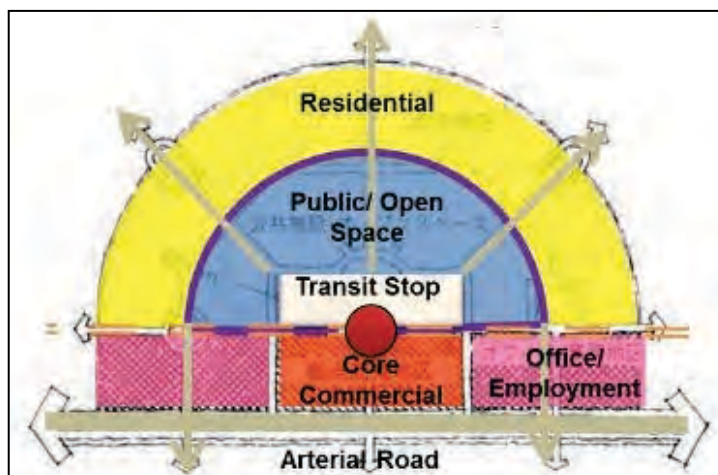 Residential
Public/ Open
Space
Transit Stop
Core
Commercial
Office/
Employment
Arterial Road